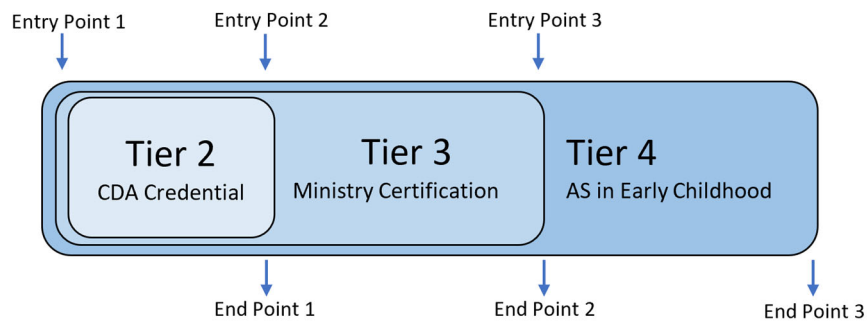 Entry Point 1
Entry Point 2
Entry Point 3
Tier 2
CDA Credential
Tier 3
Ministry Certification
Tier 4
AS in Early Childhood
End Point 1
End Point 2
End Point 3